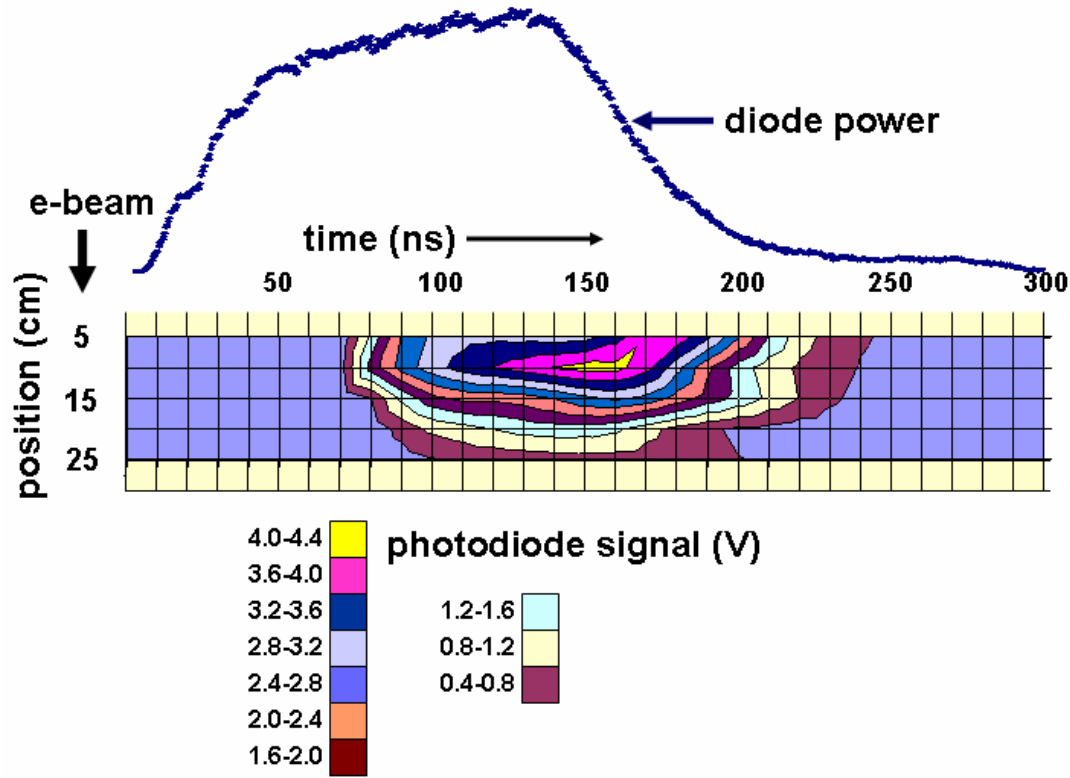 diode power
e-beam
time (ns)
50 100 150 200 250 300
position (cm)
5
15
25
photodiode signal (V)
4.0-4.4
3.6-4.0
3.2-3.6
2.8-3.2
2.4-2.8
2.0-2.4
1.6-2.0
1.2-1.6
0.8-1.2
0.4-0.8